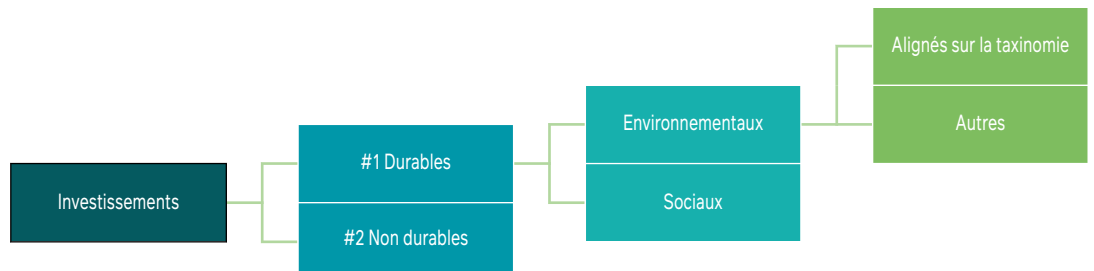 Investissements
#1 Durables
#2 Non durables
Environnementaux
Sociaux
Alignés sur la taxinomie
Autres